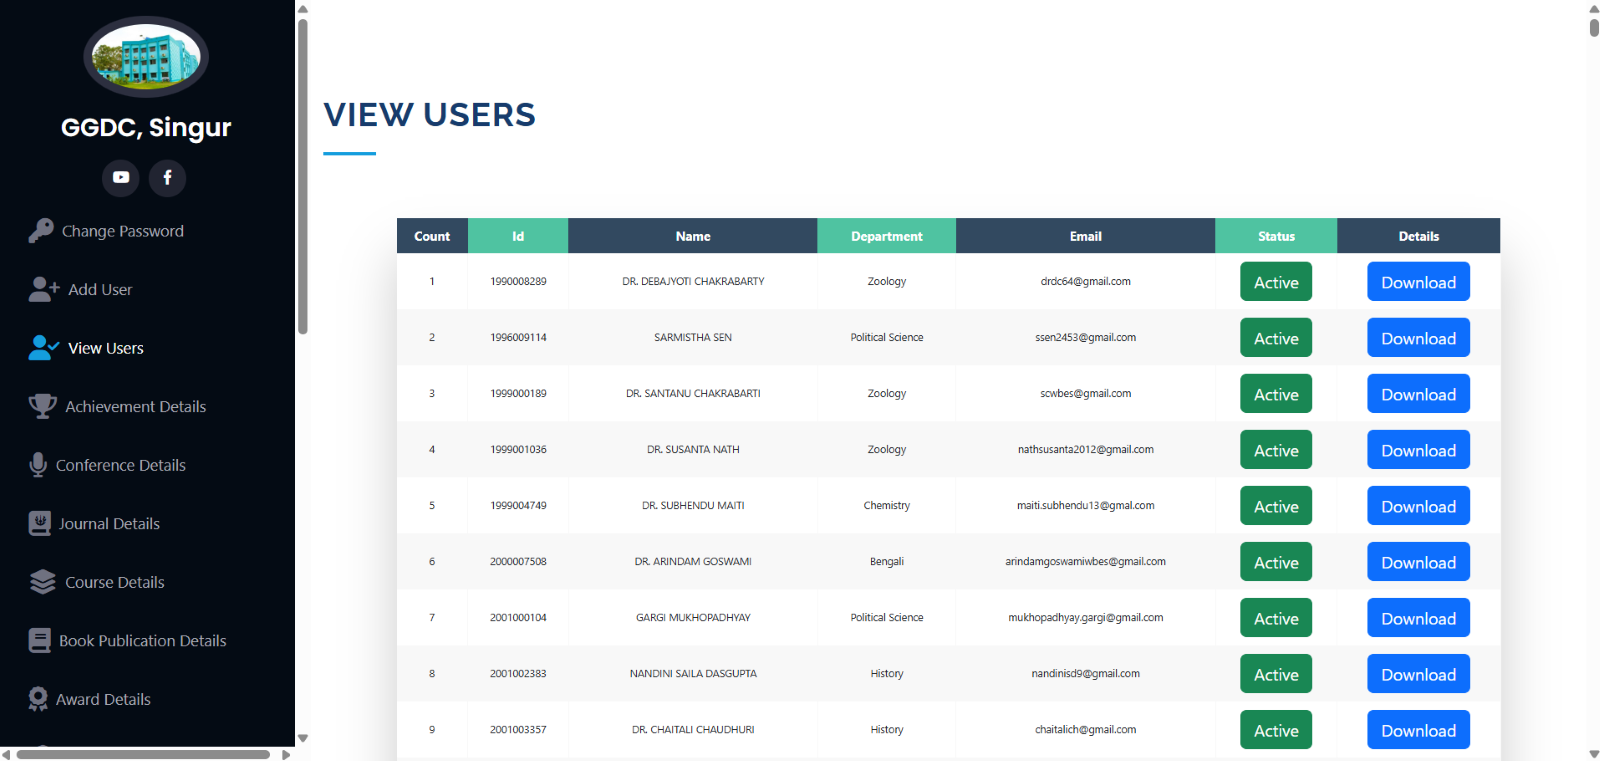 GGDC, Singur
Change Password
Add User
View Users
Achievement Details
Conference Details
Journal Details
Course Details
Book Publication Details
Award Details
VIEW USERS
Count Id Name Department Email Status Details
1 1990008289 DR. DEBAJYOTI CHAKRABARTY Zoology drdc64@gmail.com Active Download
2 1996009114 SARMISTHA SEN Political Science ssen2453@gmail.com Active Download
3 1999000189 DR. SANTANU CHAKRABARTI Zoology scwbes@gmail.com Active Download
4 1999001036 DR. SUSANTA NATH Zoology nathsusanta2012@gmail.com Active Download
5 1999004749 DR. SUBHENDU MAITI Chemistry maiti.subhendu13@gmal.com Active Download
6 2000007508 DR. ARINDAM GOSWAMI Bengali arindamgoswamiwbes@gmail.com Active Download
7 2001000104 GARGI MUKHOPADHYAY Political Science mukhopadhyay.gargi@gmail.com Active Download
8 2001002383 NANDINI SAILA DASGUPTA History nandinisd9@gmail.com Active Download
9 2001003357 DR. CHAITALI CHAUDHURI History chaitalich@gmail.com Active Download